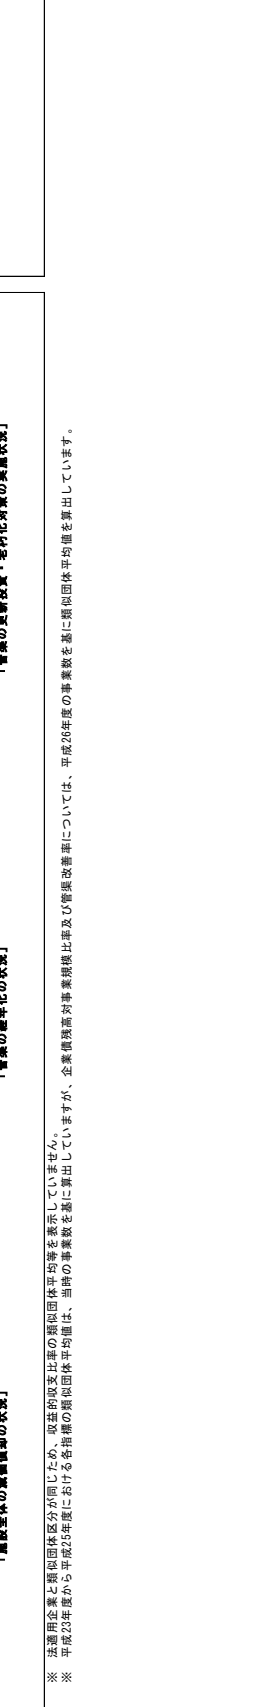 「施設全体の減価償却の状況」
「管渠の経年化の状況」
「管渠の更新投資・老朽化対策の実施状況」
※　法適用企業と類似団体区分が同じため、収益的収支比率の類似団体平均等を表示していません。
※　平成23年度から平成25年度における各指標の類似団体平均値は、当時の事業数を基に算出していますが、企業債残高対事業規模比率及び管渠改善率については、平成26年度の事業数を基に類似団体平均値を算出しています。